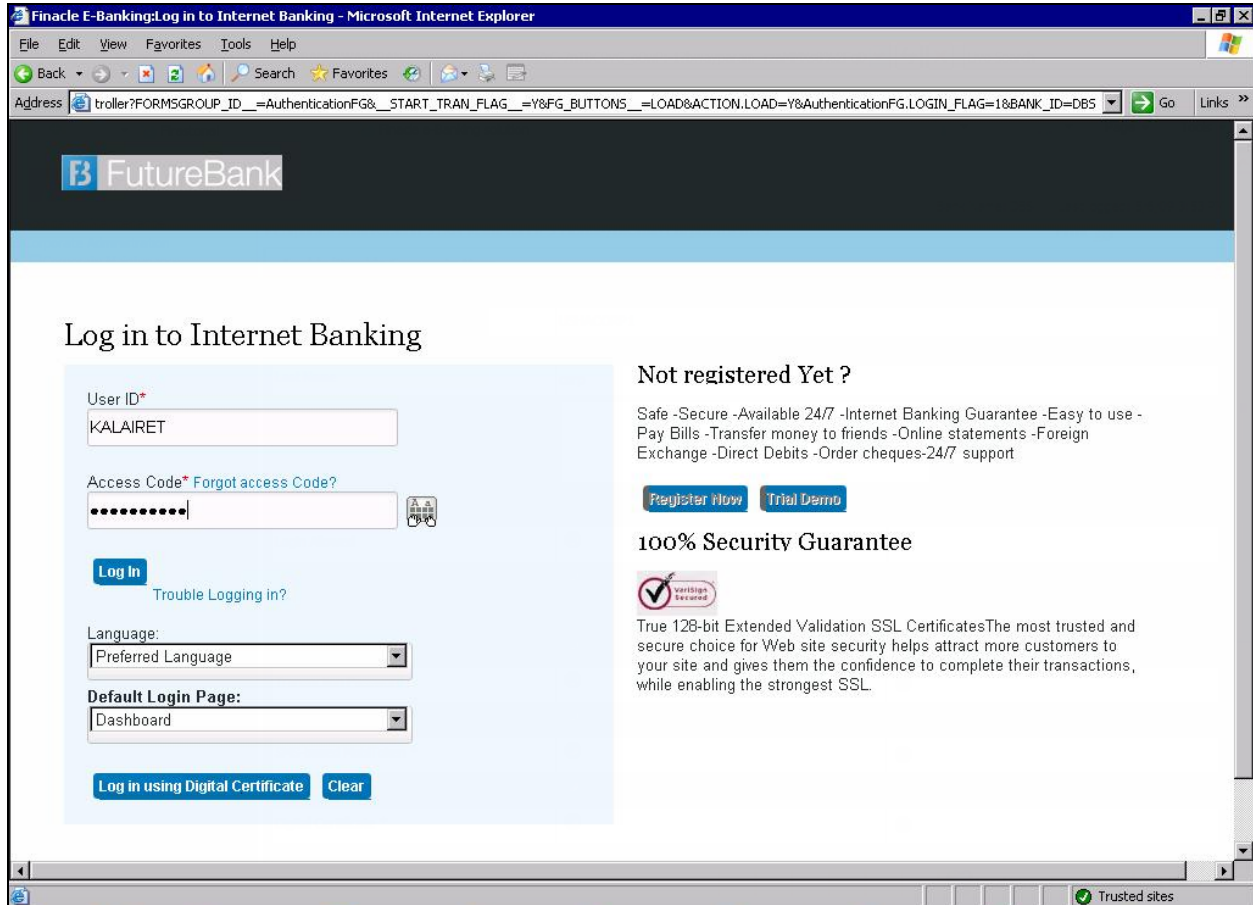 Finacle E-Banking:Log in to Internet Banking - Microsoft Internet Explorer
File Edit View Favorites Tools Help
Back Search Favorites
Address troller?FORMSGROUP_ID__=AuthenticationFG&__START_TRAN_FLAG__=Y&FG_BUTTONS__=LOAD&ACTION.LOAD=Y&AuthenticationFG.LOGIN_FLAG=1&BANK_ID=DBS Go Links »
FutureBank
Log in to Internet Banking
User ID*
KALAIRET
Access Code* Forgot access Code?
••••••••••
Log In
Trouble Logging in?
Language:
Preferred Language
Default Login Page:
Dashboard
Log in using Digital Certificate Clear
Not registered Yet ?
Safe -Secure -Available 24/7 -Internet Banking Guarantee -Easy to use -
Pay Bills -Transfer money to friends -Online statements -Foreign
Exchange -Direct Debits -Order cheques-24/7 support
Register Now Trial Demo
100% Security Guarantee
VeriSign
Secured
True 128-bit Extended Validation SSL CertificatesThe most trusted and
secure choice for Web site security helps attract more customers to
your site and gives them the confidence to complete their transactions,
while enabling the strongest SSL.
Trusted sites